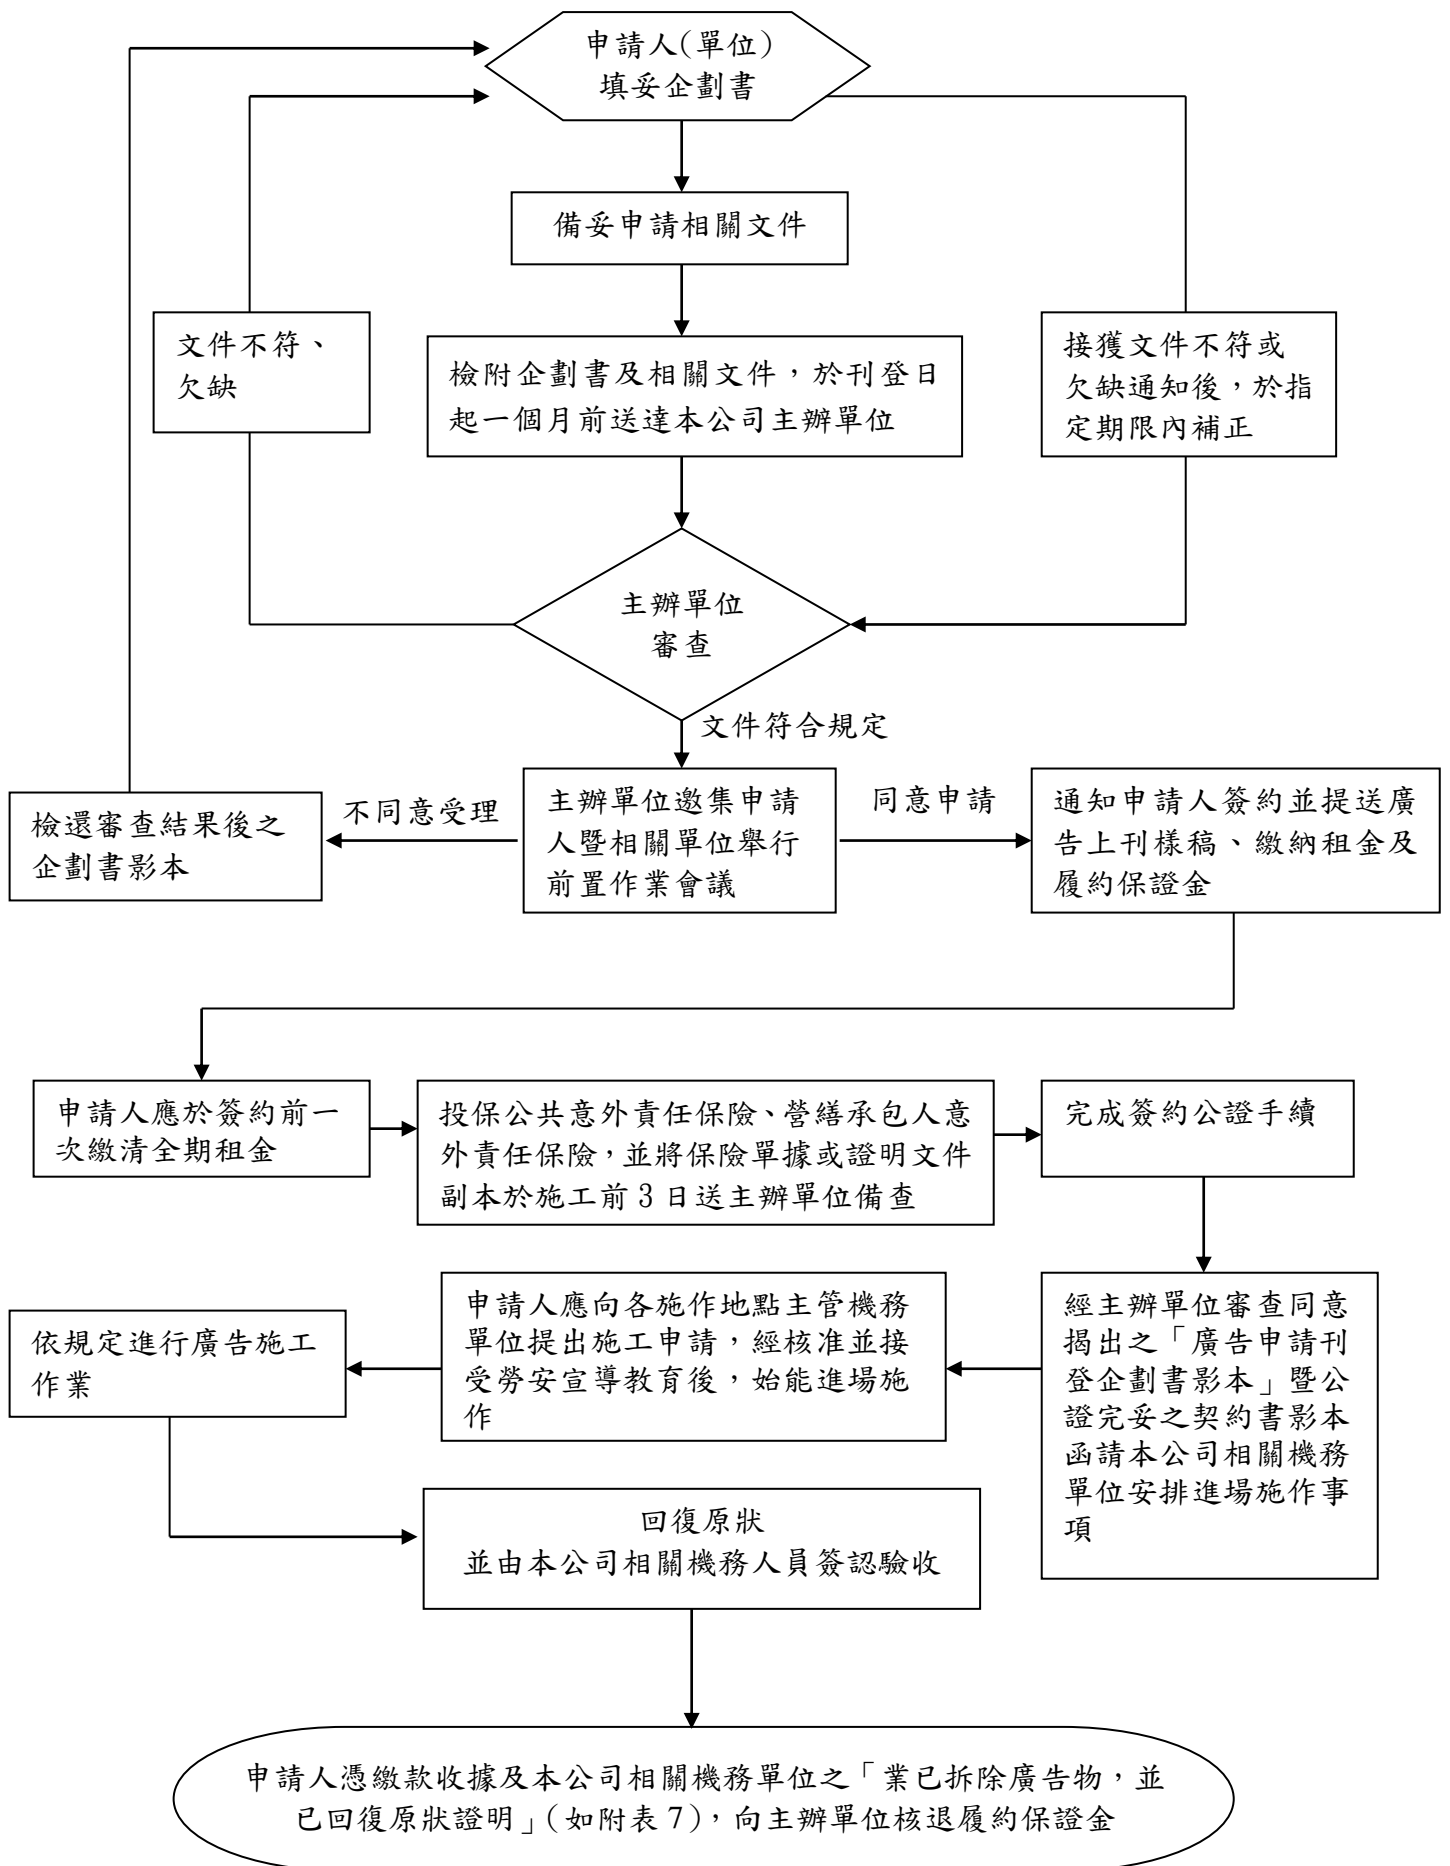 申請人(單位)
填妥企劃書
備妥申請相關文件
文件不符、
欠缺
檢附企劃書及相關文件，於刊登日
起一個月前送達本公司主辦單位
接獲文件不符或
欠缺通知後，於指
定期限內補正
主辦單位
審查
文件符合規定
檢還審查結果後之
企劃書影本
不同意受理
主辦單位邀集申請
人暨相關單位舉行
前置作業會議
同意申請
通知申請人簽約並提送廣
告上刊樣稿、繳納租金及
履約保證金
申請人應於簽約前一
次繳清全期租金
投保公共意外責任保險、營繕承包人意
外責任保險，並將保險單據或證明文件
副本於施工前 3 日送主辦單位備查
完成簽約公證手續
經主辦單位審查同意
揭出之「廣告申請刊
登企劃書影本」暨公
證完妥之契約書影本
函請本公司相關機務
單位安排進場施作事
項
申請人應向各施作地點主管機務
單位提出施工申請，經核准並接
受勞安宣導教育後，始能進場施
作
依規定進行廣告施工
作業
回復原狀
並由本公司相關機務人員簽認驗收
申請人憑繳款收據及本公司相關機務單位之「業已拆除廣告物，並
已回復原狀證明」(如附表 7)，向主辦單位核退履約保證金